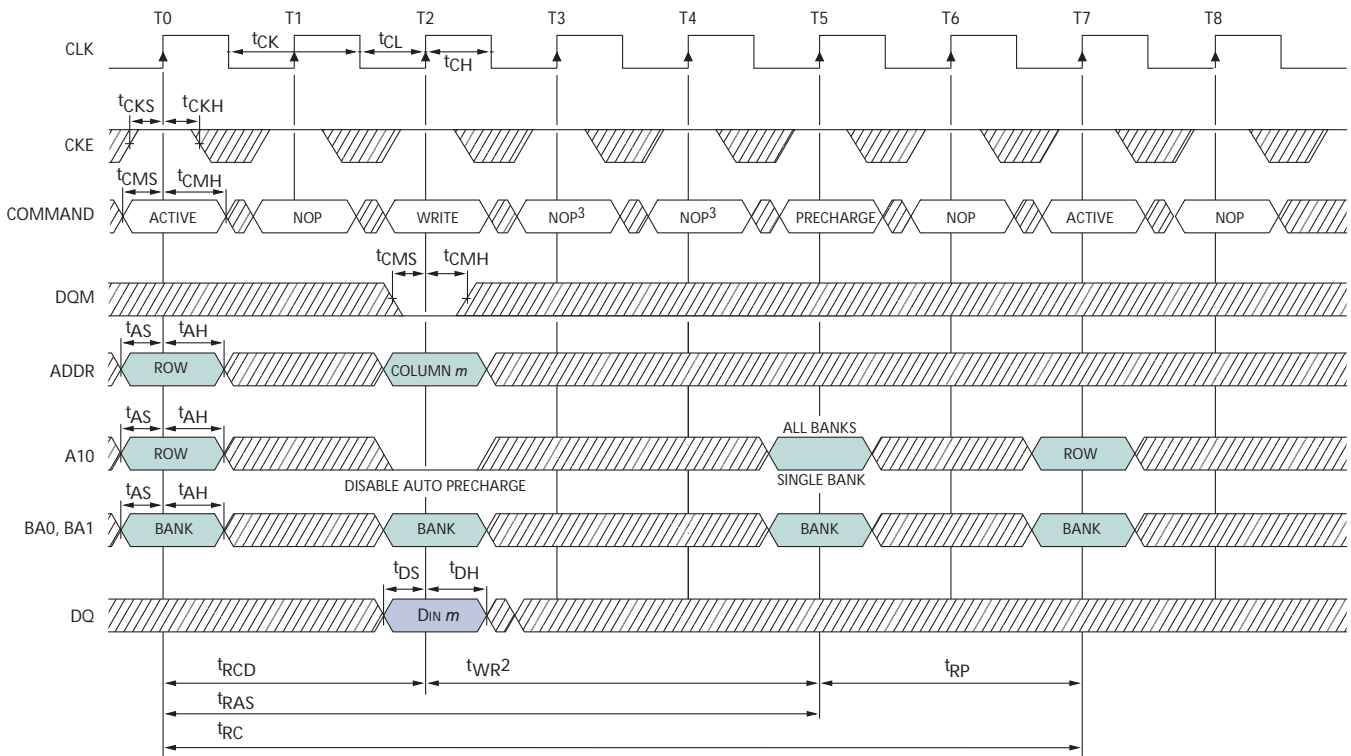 T0 T1 T2 T3 T4 T5 T6 T7 T8
CLK
tCK tCL
tCH
tCKS tCKH
CKE
tCMS tCMH
COMMAND ACTIVE NOP WRITE NOP3 NOP3 PRECHARGE NOP ACTIVE NOP
tCMS tCMH
DQM
tAS tAH
ADDR ROW COLUMN m
tAS tAH
ALL BANKS
A10 ROW ROW
DISABLE AUTO PRECHARGE SINGLE BANK
tAS tAH
BA0, BA1 BANK BANK BANK BANK
tDS tDH
DQ DIN m
tRCD tWR2 tRP
tRAS
tRC